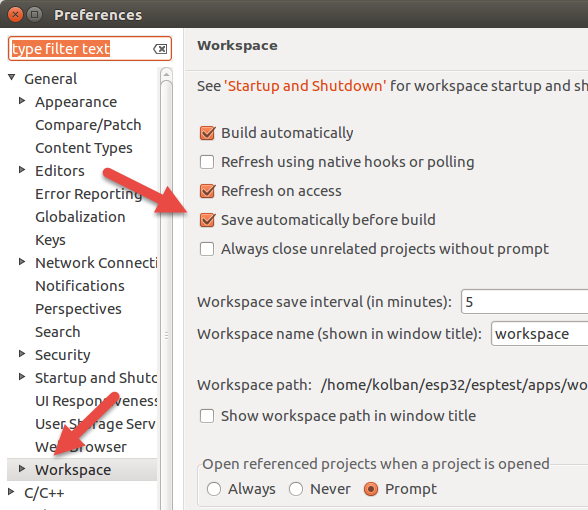 Preferences
type filter text
General
Appearance
Compare/Patch
Content Types
Editors
Error Reporting
Globalization
Keys
Network Connecti
Notifications
Perspectives
Search
Security
Startup and Shutd
UI Responsiveness
User Storage Serv
Web Browser
Workspace
C/C++
Workspace
See 'Startup and Shutdown' for workspace startup and sh
Build automatically
Refresh using native hooks or polling
Refresh on access
Save automatically before build
Always close unrelated projects without prompt
Workspace save interval (in minutes): 5
Workspace name (shown in window title): workspace
Workspace path: /home/kolban/esp32/esptest/apps/wo
Show workspace path in window title
Open referenced projects when a project is opened
Always Never Prompt